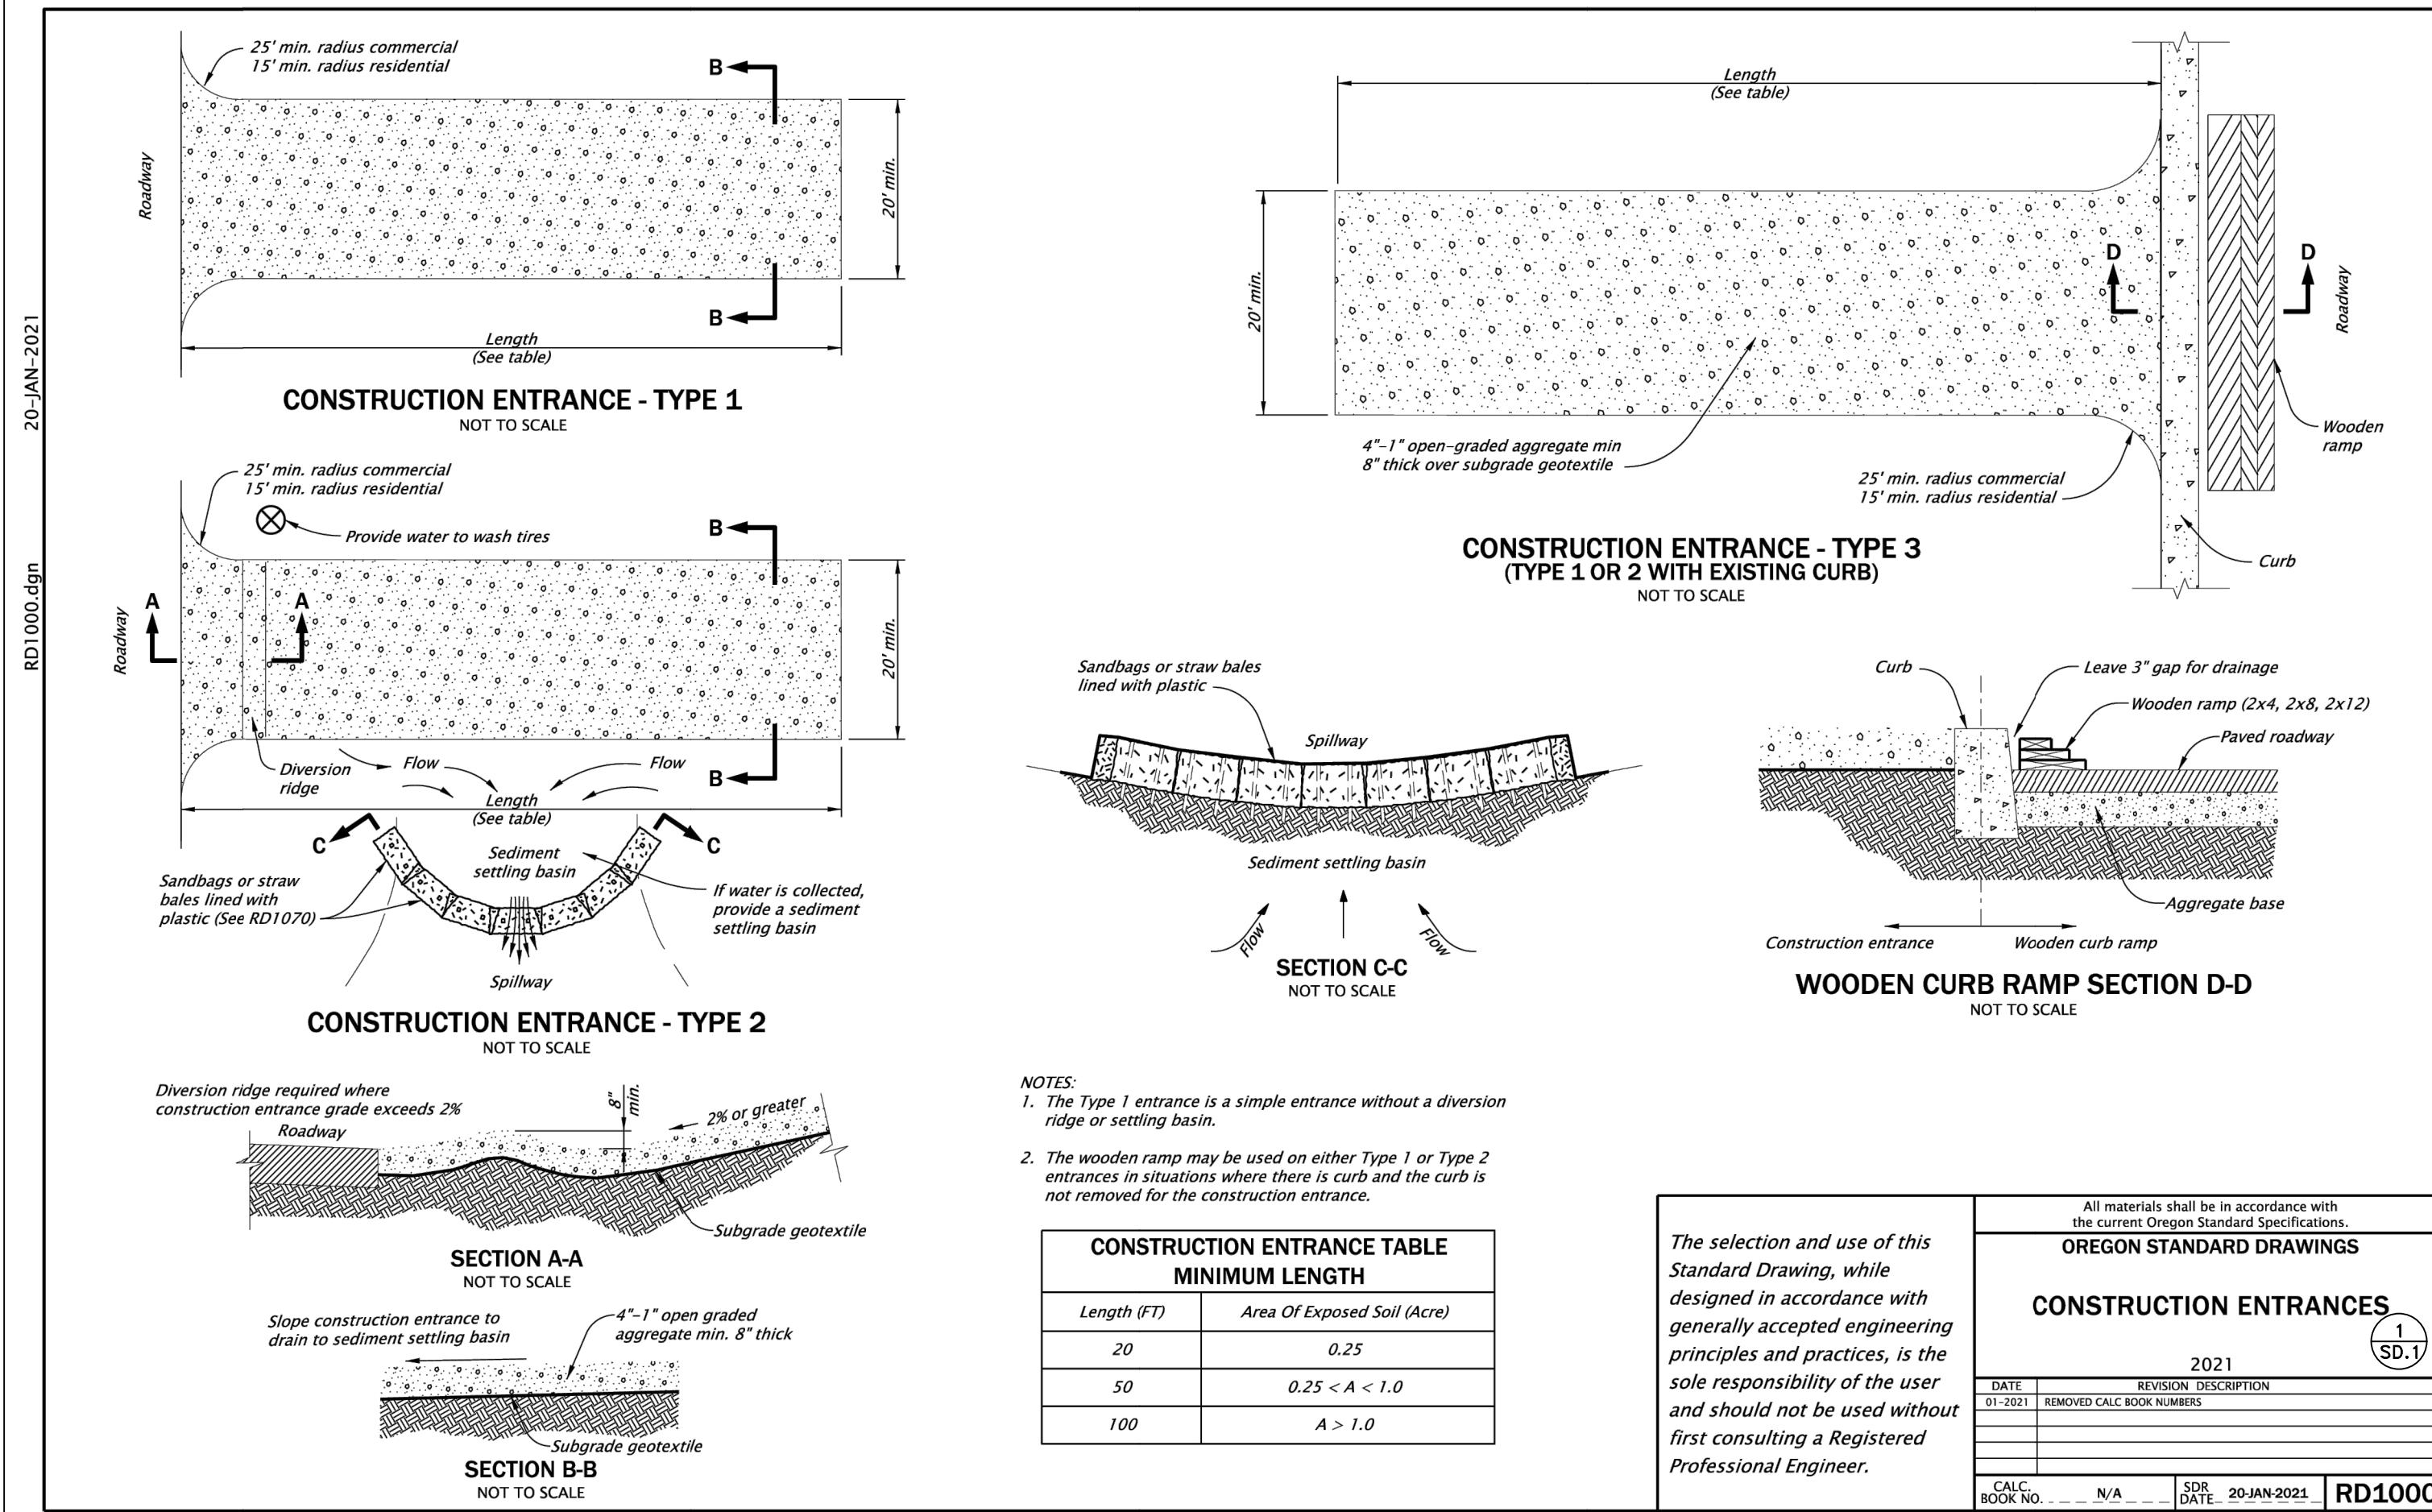 20-JAN-2021
RD1000.dgn
25' min. radius commercial
15' min. radius residential
B
Roadway
20' min.
B
Length
(See table)
CONSTRUCTION ENTRANCE - TYPE 1
NOT TO SCALE
25' min. radius commercial
15' min. radius residential
Provide water to wash tires
B
A
A
Roadway
20' min.
Diversion
ridge
Flow
Flow
B
Length
(See table)
C
C
Sediment
settling basin
Sandbags or straw
bales lined with
plastic (See RD1070)
If water is collected,
provide a sediment
settling basin
Spillway
CONSTRUCTION ENTRANCE - TYPE 2
NOT TO SCALE
Diversion ridge required where
construction entrance grade exceeds 2%
Roadway
8"
min.
2% or greater
Subgrade geotextile
SECTION A-A
NOT TO SCALE
Slope construction entrance to
drain to sediment settling basin
4"-1" open graded
aggregate min. 8" thick
Subgrade geotextile
SECTION B-B
NOT TO SCALE
Length
(See table)
20' min.
D
D
Roadway
Wooden
ramp
4"-1" open-graded aggregate min
8" thick over subgrade geotextile
25' min. radius commercial
15' min. radius residential
Curb
CONSTRUCTION ENTRANCE - TYPE 3
(TYPE 1 OR 2 WITH EXISTING CURB)
NOT TO SCALE
Sandbags or straw bales
lined with plastic
Spillway
Sediment settling basin
Flow
Flow
SECTION C-C
NOT TO SCALE
Curb
Leave 3" gap for drainage
Wooden ramp (2x4, 2x8, 2x12)
Paved roadway
Aggregate base
Construction entrance
Wooden curb ramp
WOODEN CURB RAMP SECTION D-D
NOT TO SCALE
NOTES:
1. The Type 1 entrance is a simple entrance without a diversion
ridge or settling basin.
2. The wooden ramp may be used on either Type 1 or Type 2
entrances in situations where there is curb and the curb is
not removed for the construction entrance.
CONSTRUCTION ENTRANCE TABLE
MINIMUM LENGTH
Length (FT) Area Of Exposed Soil (Acre)
20 0.25
50 0.25 < A < 1.0
100 A > 1.0
The selection and use of this
Standard Drawing, while
designed in accordance with
generally accepted engineering
principles and practices, is the
sole responsibility of the user
and should not be used without
first consulting a Registered
Professional Engineer.
All materials shall be in accordance with
the current Oregon Standard Specifications.
OREGON STANDARD DRAWINGS
CONSTRUCTION ENTRANCES
1
SD.1
2021
DATE REVISION DESCRIPTION
01-2021 REMOVED CALC BOOK NUMBERS
CALC.
BOOK NO. N/A
SDR
DATE 20-JAN-2021
RD1000